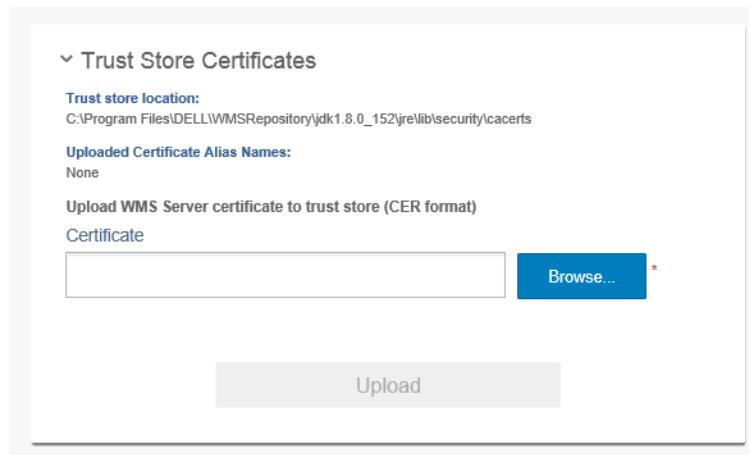 Trust Store Certificates
Trust store location:
C:\Program Files\DELL\WMSRepository\jdk1.8.0_152\jre\lib\security\cacerts
Uploaded Certificate Alias Names:
None
Upload WMS Server certificate to trust store (CER format)
Certificate
Browse... *
Upload